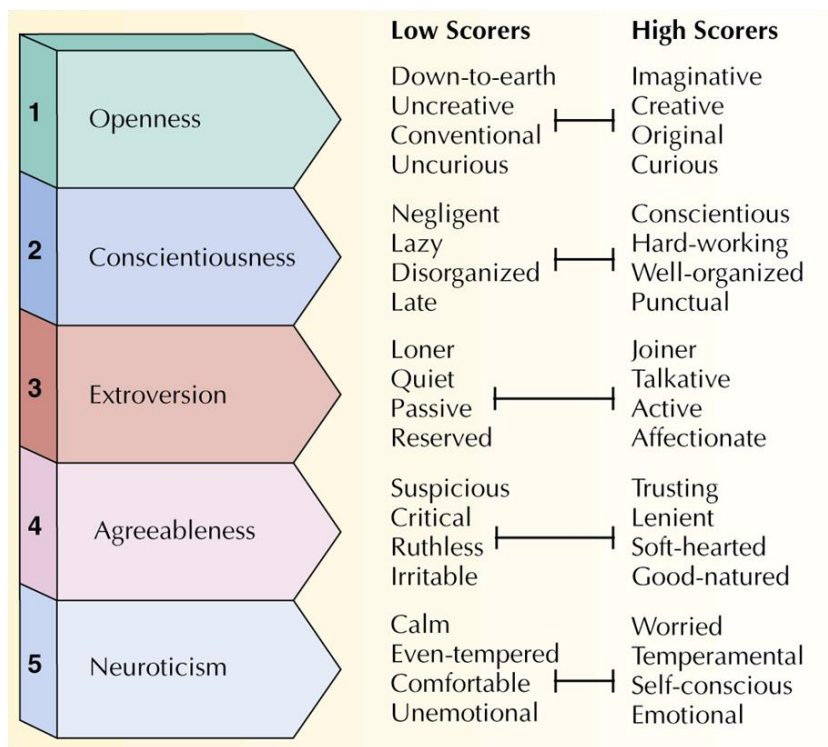 Low Scorers High Scorers
1 Openness
Down-to-earth Imaginative
Uncreative Creative
Conventional Original
Uncurious Curious
2 Conscientiousness
Negligent Conscientious
Lazy Hard-working
Disorganized Well-organized
Late Punctual
3 Extroversion
Loner Joiner
Quiet Talkative
Passive Active
Reserved Affectionate
4 Agreeableness
Suspicious Trusting
Critical Lenient
Ruthless Soft-hearted
Irritable Good-natured
5 Neuroticism
Calm Worried
Even-tempered Temperamental
Comfortable Self-conscious
Unemotional Emotional